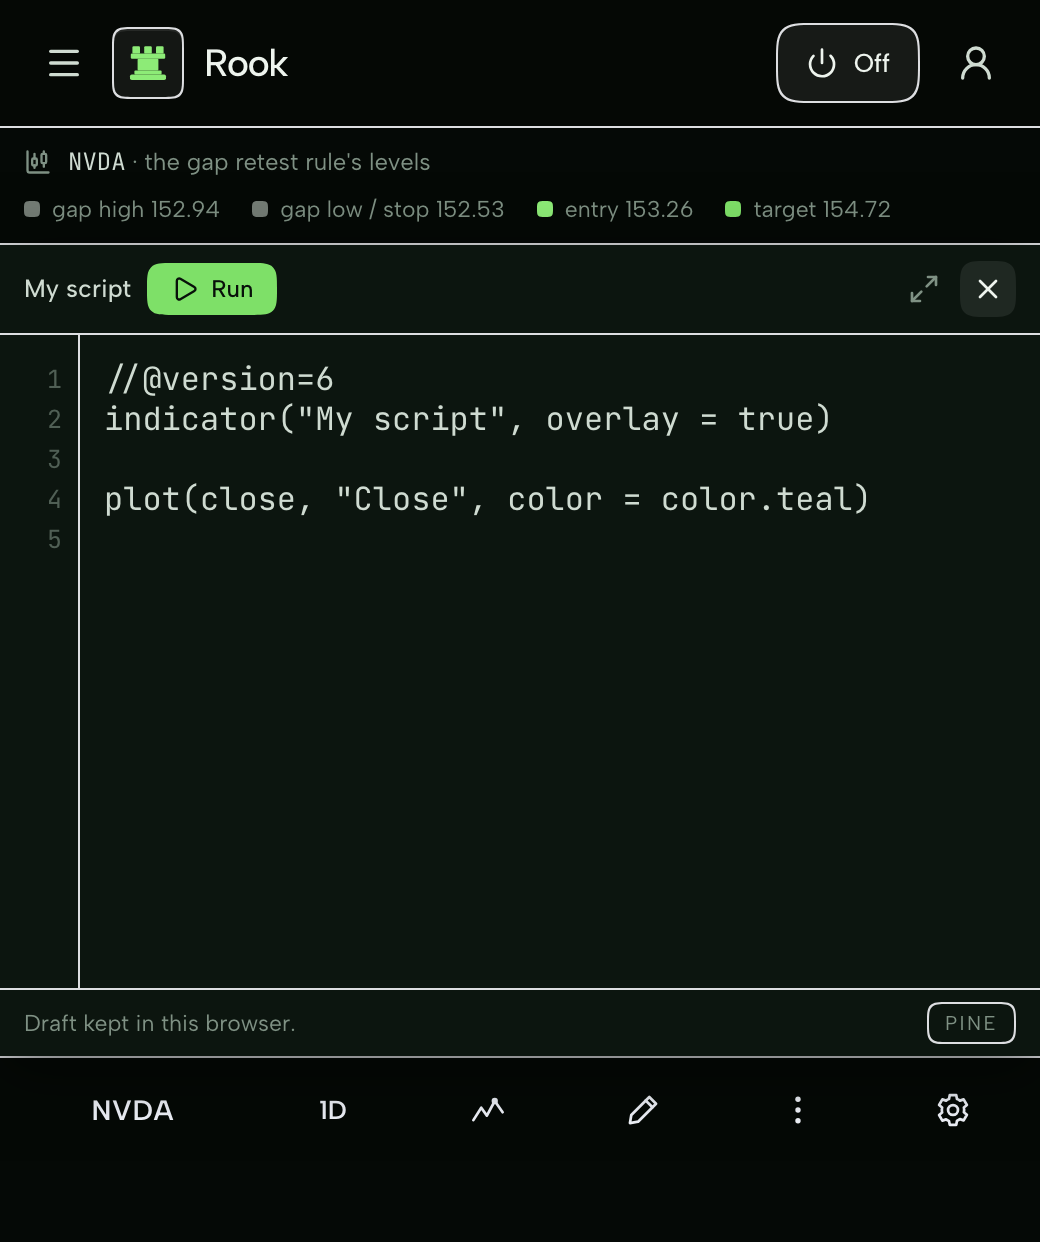 Rook
Off
NVDA · the gap retest rule's levels
gap high 152.94 gap low / stop 152.53 entry 153.26 target 154.72
My script Run
1 //@version=6
2 indicator("My script", overlay = true)
3
4 plot(close, "Close", color = color.teal)
5
Draft kept in this browser. PINE
NVDA 1D